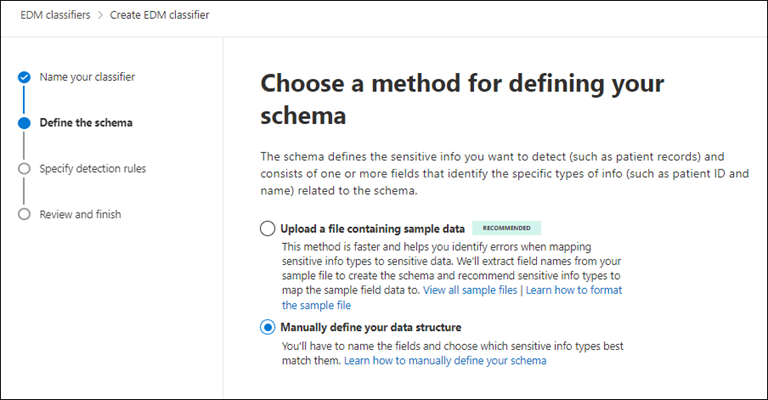 EDM classifiers > Create EDM classifier
Name your classifier
Define the schema
Specify detection rules
Review and finish
Choose a method for defining your
schema
The schema defines the sensitive info you want to detect (such as patient records) and
consists of one or more fields that identify the specific types of info (such as patient ID and
name) related to the schema.
Upload a file containing sample data RECOMMENDED
This method is faster and helps you identify errors when mapping
sensitive info types to sensitive data. We'll extract field names from your
sample file to create the schema and recommend sensitive info types to
map the sample field data to. View all sample files | Learn how to format
the sample file
Manually define your data structure
You'll have to name the fields and choose which sensitive info types best
match them. Learn how to manually define your schema